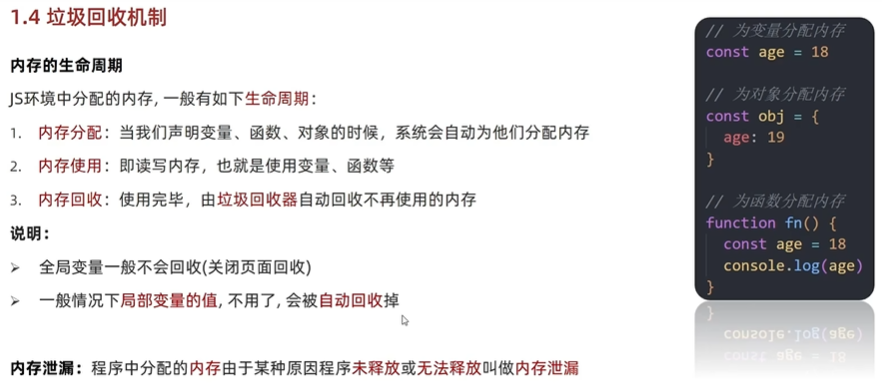 1.4 垃圾回收机制
内存的生命周期
JS环境中分配的内存, 一般有如下生命周期：
1. 内存分配：当我们声明变量、函数、对象的时候，系统会自动为他们分配内存
2. 内存使用：即读写内存，也就是使用变量、函数等
3. 内存回收：使用完毕，由垃圾回收器自动回收不再使用的内存
说明：
➢ 全局变量一般不会回收(关闭页面回收)
➢ 一般情况下局部变量的值, 不用了, 会被自动回收掉
内存泄漏：程序中分配的内存由于某种原因程序未释放或无法释放叫做内存泄漏
// 为变量分配内存
const age = 18
// 为对象分配内存
const obj = {
age: 19
}
// 为函数分配内存
function fn() {
const age = 18
console.log(age)
}